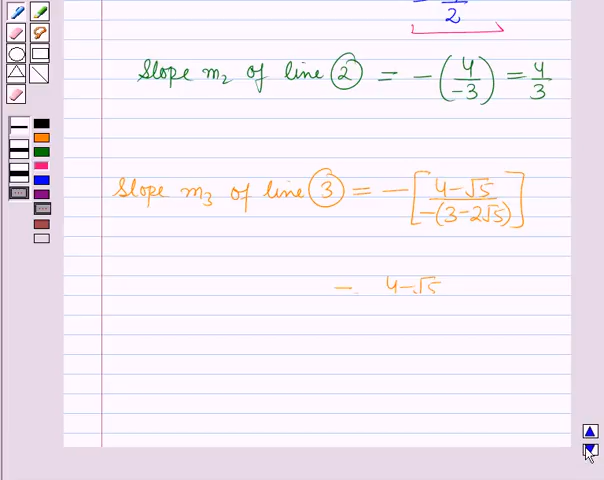 2
Slope m₂ of line ② = -(4/-3) = 4/3
Slope m₃ of line ③ = -[4-√5/-(3-2√5)]
- 4-√5